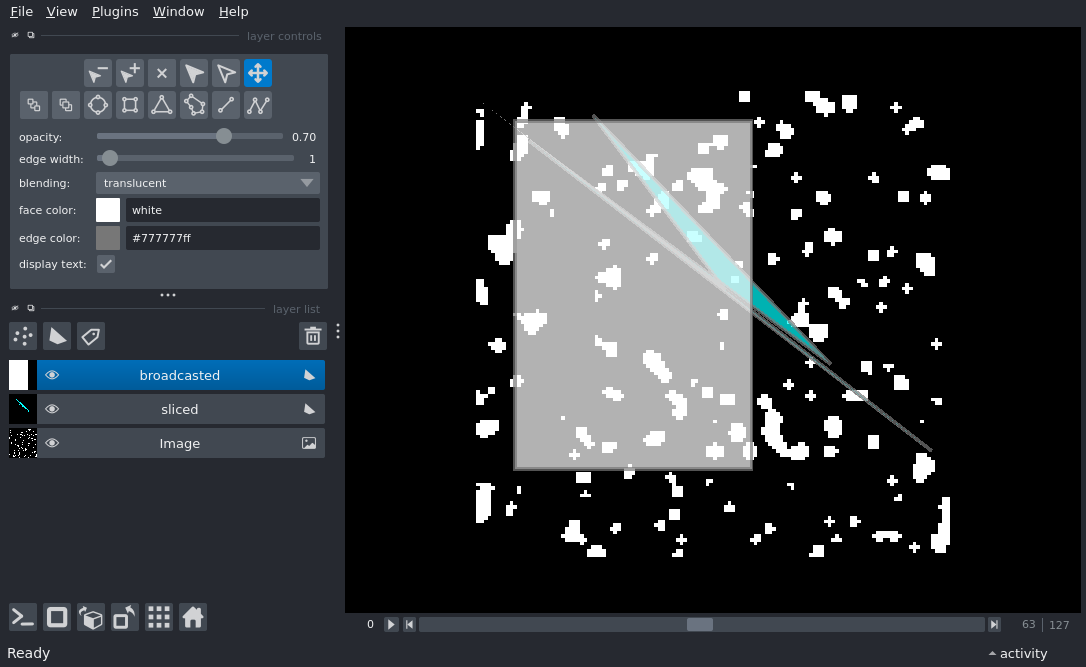 File View Plugins Window Help
layer controls
opacity: 0.70
edge width: 1
blending: translucent
face color: white
edge color: #777777ff
display text:
layer list
broadcasted
sliced
Image
0 63 127
Ready activity